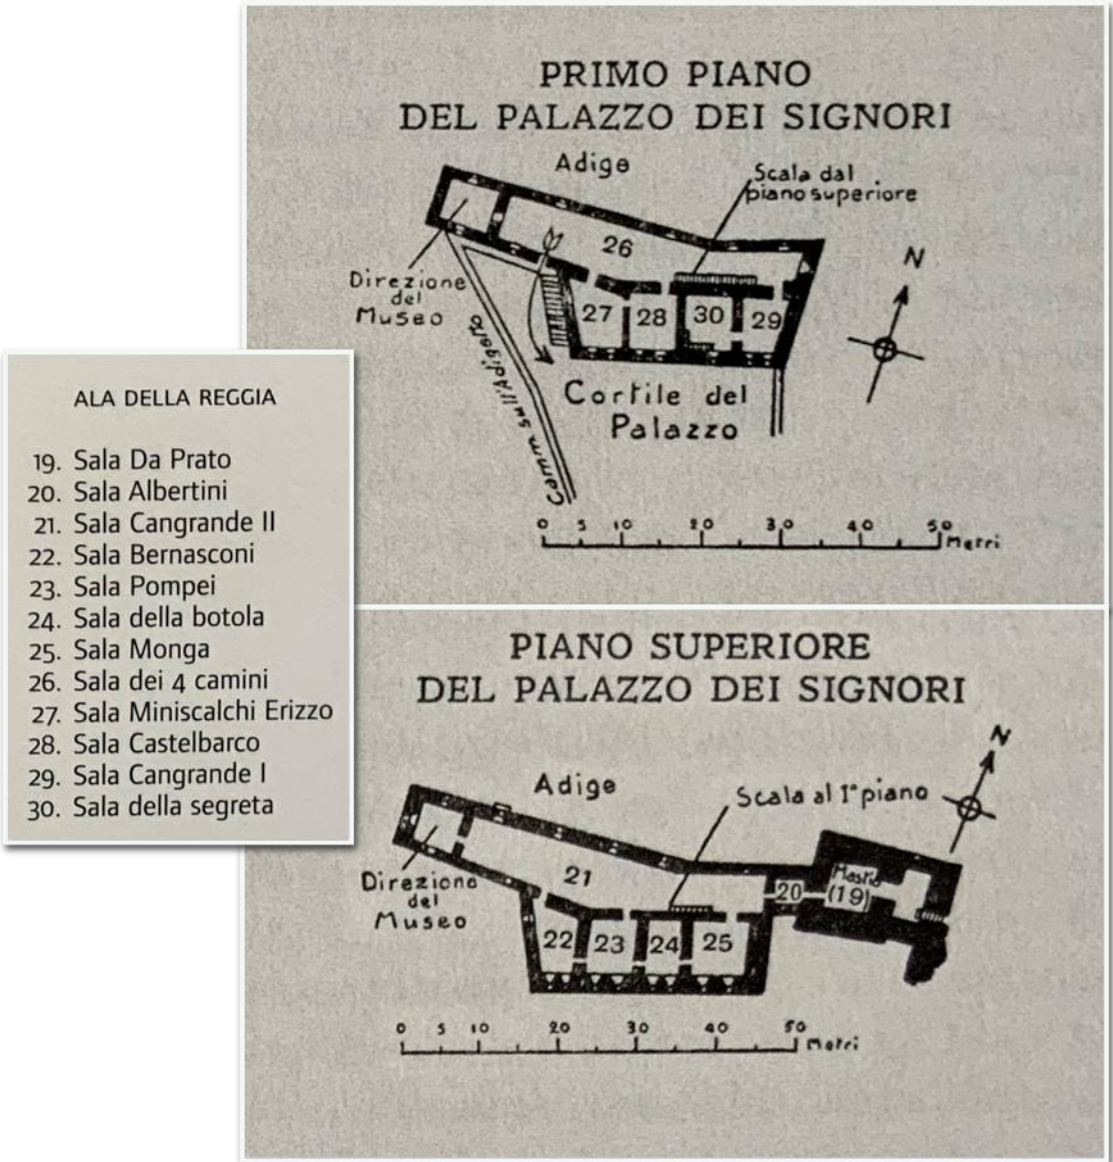 PRIMO PIANO
DEL PALAZZO DEI SIGNORI
Adige
Scala dal
piano superiore
26
N
Direzione
del
Museo
27 28 30 29
Camm sull'Adigetto
Cortile del
Palazzo
0 5 10 20 30 40 50
Metri
ALA DELLA REGGIA
19. Sala Da Prato
20. Sala Albertini
21. Sala Cangrande II
22. Sala Bernasconi
23. Sala Pompei
24. Sala della botola
25. Sala Monga
26. Sala dei 4 camini
27. Sala Miniscalchi Erizzo
28. Sala Castelbarco
29. Sala Cangrande I
30. Sala della segreta
PIANO SUPERIORE
DEL PALAZZO DEI SIGNORI
N
Adige
Scala al 1° piano
Direzione
del
Museo
21
20
Mastio
(19)
22 23 24 25
0 5 10 20 30 40 50
Metri